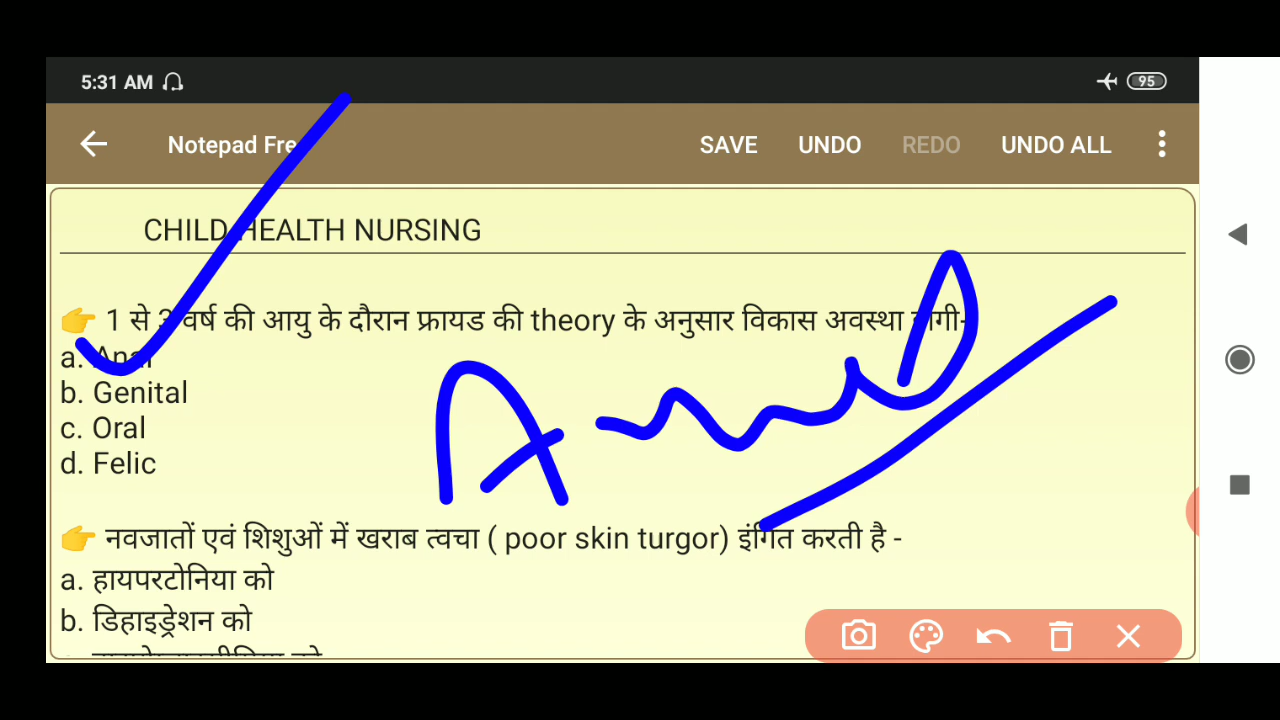 5:31 AM 95
Notepad Fre SAVE UNDO REDO UNDO ALL
CHILD HEALTH NURSING
👉 1 से 3 वर्ष की आयु के दौरान फ्रायड की theory के अनुसार विकास अवस्था
a. Anal
b. Genital
c. Oral
d. Felic
👉 नवजातों एवं शिशुओं में खराब त्वचा ( poor skin turgor) इंगित करती है -
a. हायपरटोनिया को
b. डिहाइड्रेशन को